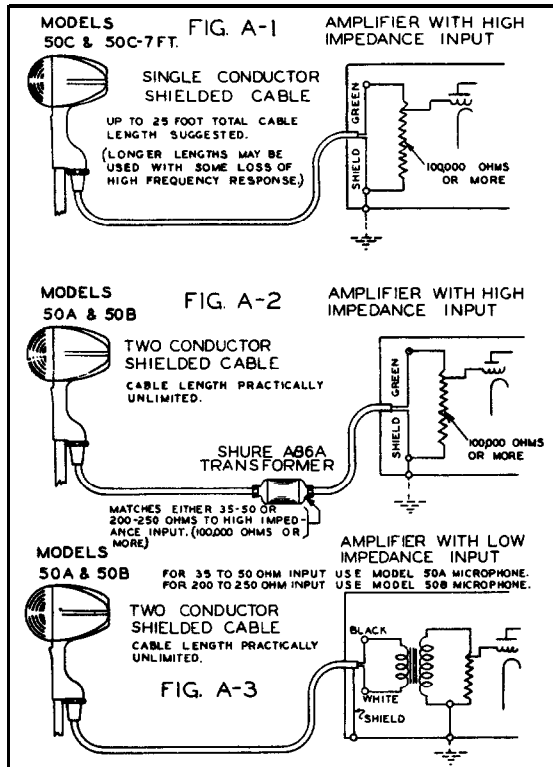 MODELS
50C & 50C-7FT.
FIG. A-1
AMPLIFIER WITH HIGH
IMPEDANCE INPUT
SINGLE CONDUCTOR
SHIELDED CABLE
UP TO 25 FOOT TOTAL CABLE
LENGTH SUGGESTED.
(LONGER LENGTHS MAY BE
USED WITH SOME LOSS OF
HIGH FREQUENCY RESPONSE.)
GREEN
SHIELD
100,000 OHMS
OR MORE
MODELS
50A & 50B
FIG. A-2
AMPLIFIER WITH HIGH
IMPEDANCE INPUT
TWO CONDUCTOR
SHIELDED CABLE
CABLE LENGTH PRACTICALLY
UNLIMITED.
GREEN
SHIELD
100,000 OHMS
OR MORE
SHURE A86A
TRANSFORMER
MATCHES EITHER 35-50 OR
200-250 OHMS TO HIGH IMPED-
ANCE INPUT. (100,000 OHMS OR
MORE)
MODELS
50A & 50B
AMPLIFIER WITH LOW
IMPEDANCE INPUT
FOR 35 TO 50 OHM INPUT USE MODEL 50A MICROPHONE.
FOR 200 TO 250 OHM INPUT USE MODEL 50B MICROPHONE.
TWO CONDUCTOR
SHIELDED CABLE
CABLE LENGTH PRACTICALLY
UNLIMITED.
FIG. A-3
BLACK
WHITE
SHIELD